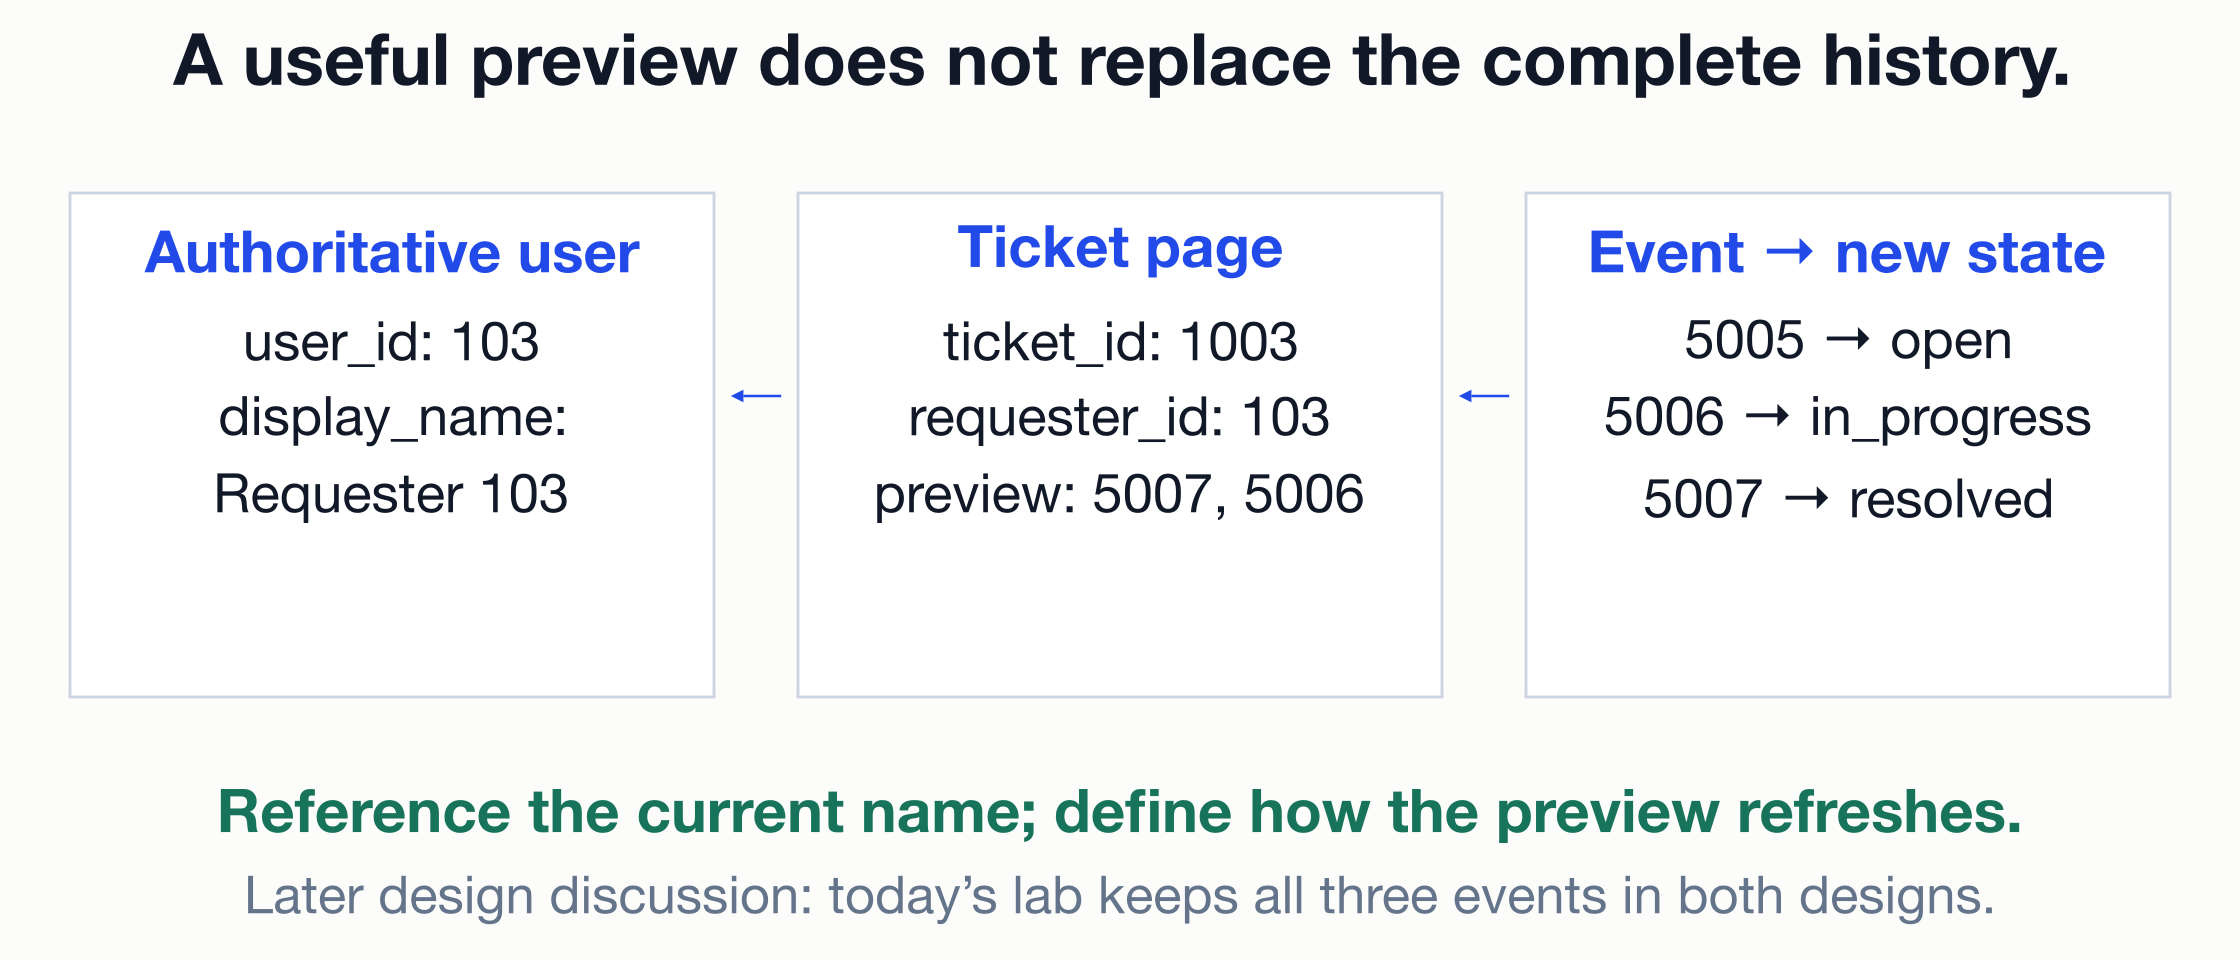 A useful preview does not replace the complete history.
Authoritative user
user_id: 103
display_name:
Requester 103
Ticket page
ticket_id: 1003
requester_id: 103
preview: 5007, 5006
Event → new state
5005 → open
5006 → in_progress
5007 → resolved
Reference the current name; define how the preview refreshes.
Later design discussion: today’s lab keeps all three events in both designs.